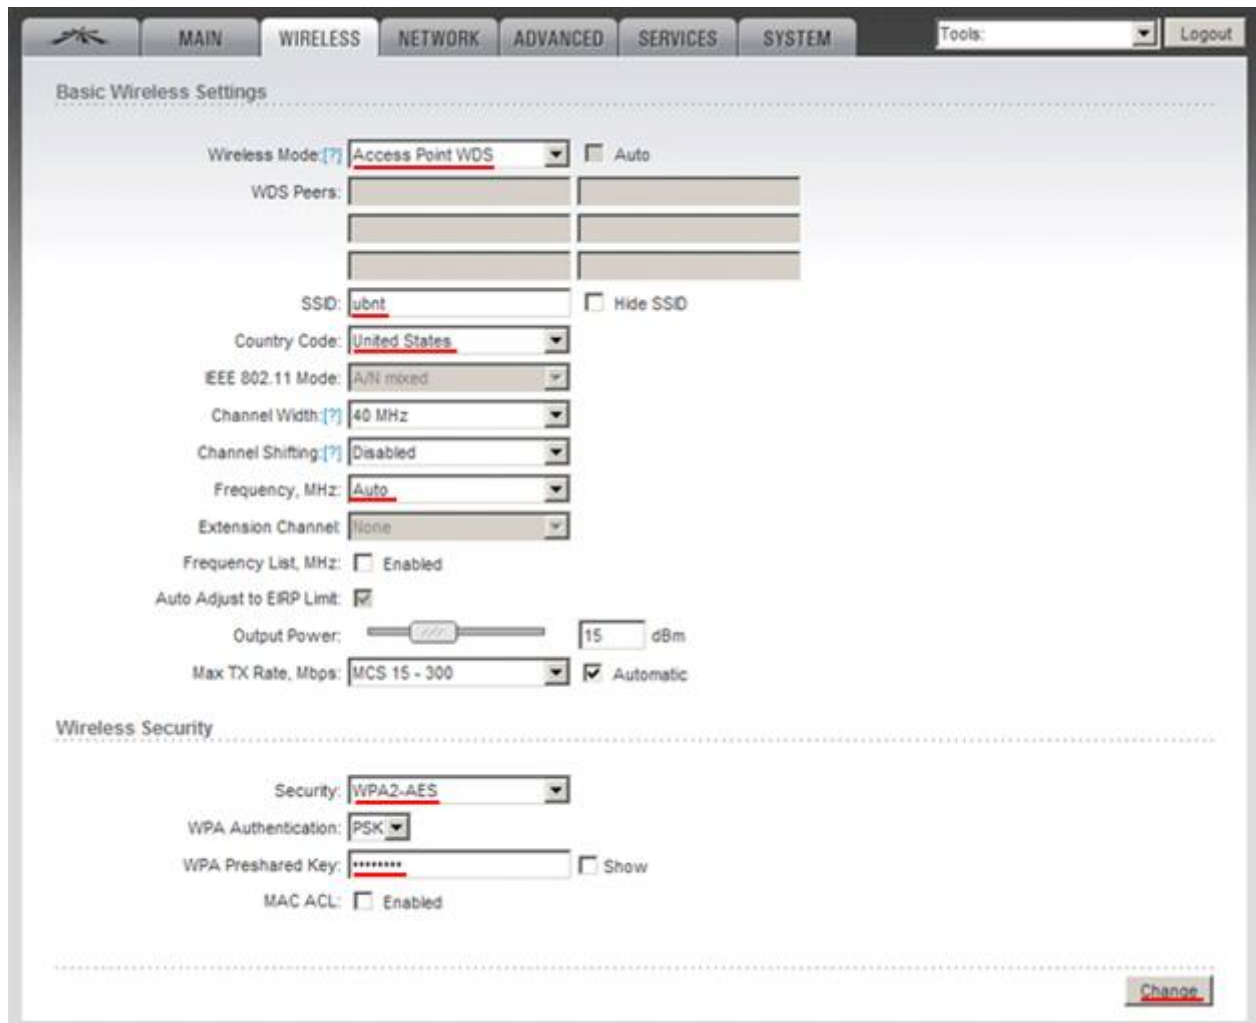 MAIN WIRELESS NETWORK ADVANCED SERVICES SYSTEM Tools: Logout
Basic Wireless Settings
Wireless Mode:[?] Access Point WDS Auto
WDS Peers:
SSID: ubnt Hide SSID
Country Code: United States
IEEE 802.11 Mode: A/N mixed
Channel Width:[?] 40 MHz
Channel Shifting:[?] Disabled
Frequency, MHz: Auto
Extension Channel: None
Frequency List, MHz: Enabled
Auto Adjust to EIRP Limit:
Output Power: 15 dBm
Max TX Rate, Mbps: MCS 15 - 300 Automatic
Wireless Security
Security: WPA2-AES
WPA Authentication: PSK
WPA Preshared Key: •••••••• Show
MAC ACL: Enabled
Change